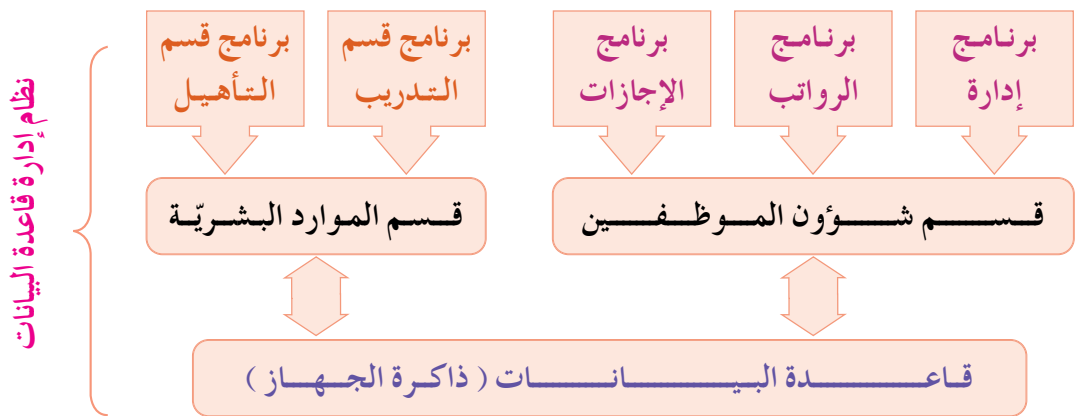 برنامج
إدارة
برنامج
الرواتب
برنامج
الإجازات
برنامج قسم
التدريب
برنامج قسم
التأهيل
قسم شؤون الموظفين
قسم الموارد البشريّة
قاعدة البيانات ( ذاكرة الجهاز )
نظام إدارة قاعدة البيانات